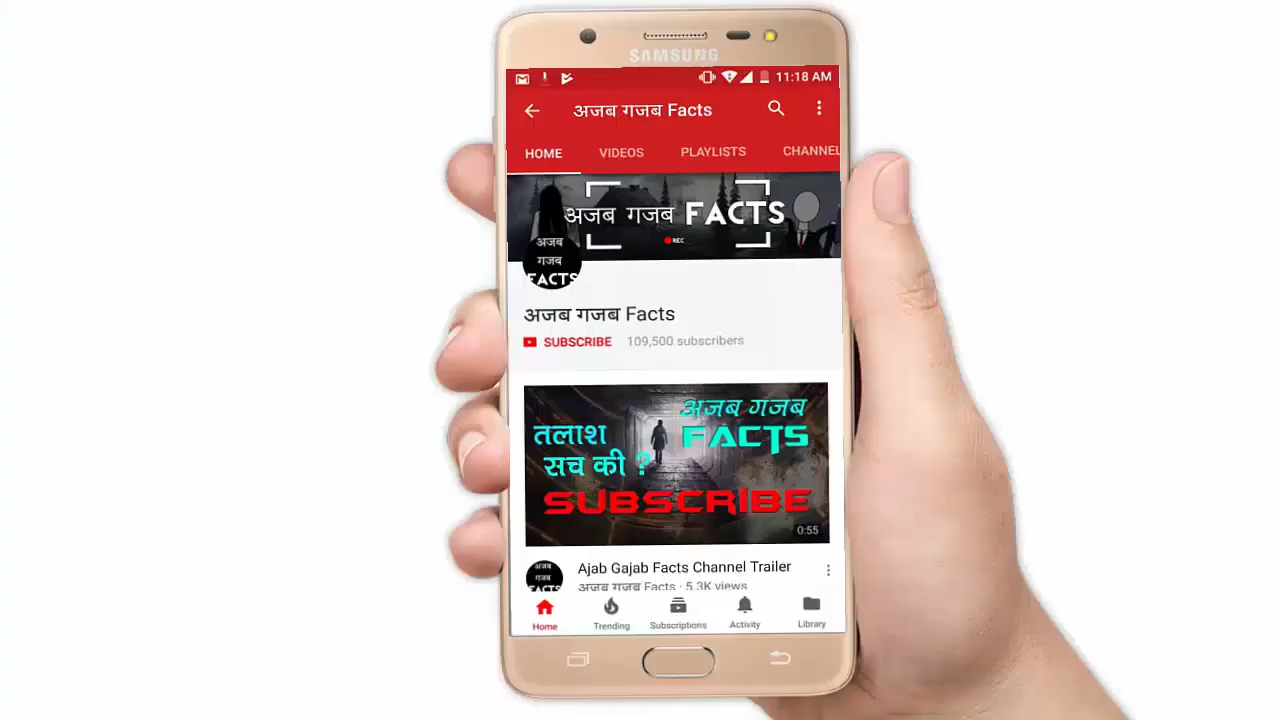 SAMSUNG
11:18 AM
अजब गजब Facts
HOME VIDEOS PLAYLISTS CHANNEL
अजब गजब FACTS
REC
अजब
गजब
FACTS
अजब गजब Facts
SUBSCRIBE 109,500 subscribers
अजब गजब
FACTS
तलाश
सच की ?
SUBSCRIBE
0:55
Ajab Gajab Facts Channel Trailer
अजब गजब Facts · 5.3K views
अजब
गजब
FACTS
Home Trending Subscriptions Activity Library